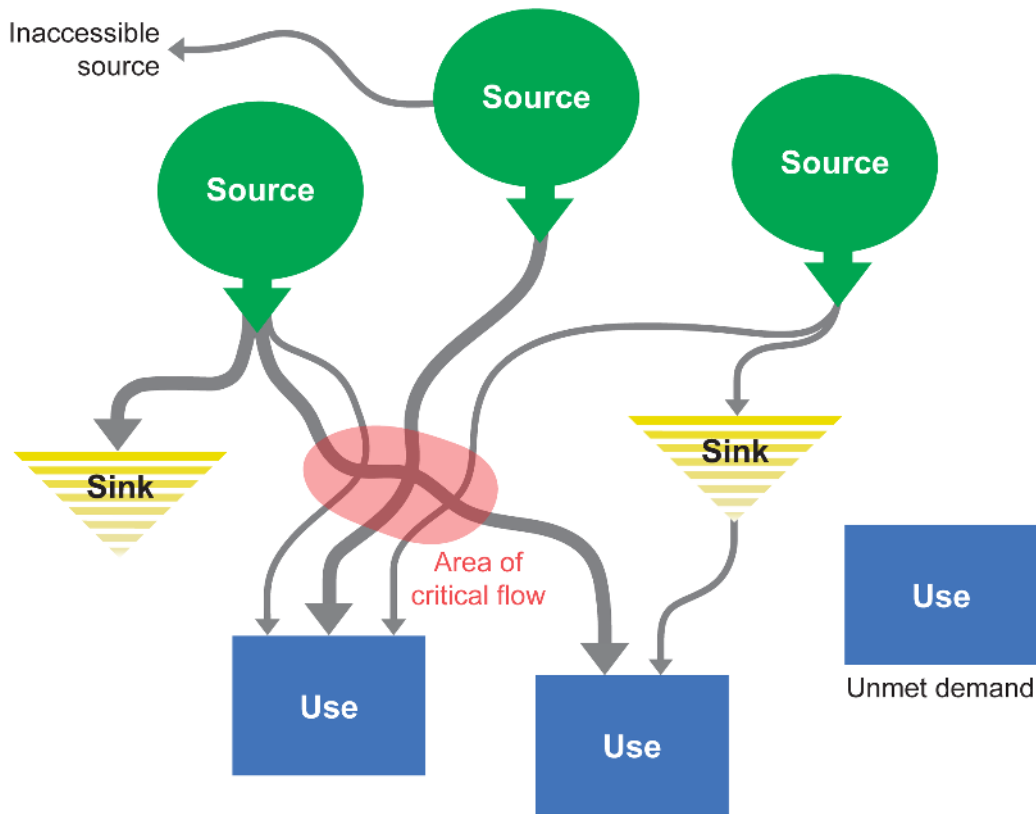 Inaccessible
source
Source
Source
Source
Sink
Sink
Area of
critical flow
Use
Use
Use
Unmet demand